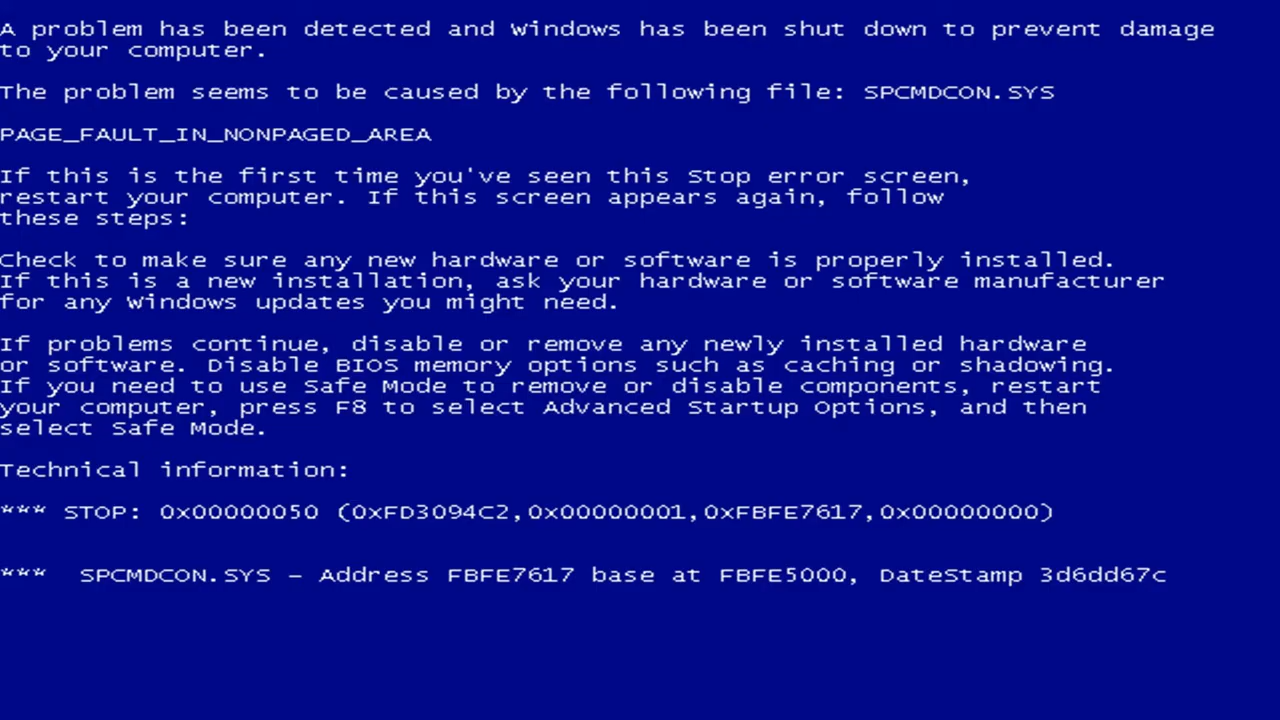 A problem has been detected and Windows has been shut down to prevent damage
to your computer.
The problem seems to be caused by the following file: SPCMDCON.SYS
PAGE_FAULT_IN_NONPAGED_AREA
If this is the first time you've seen this Stop error screen,
restart your computer. If this screen appears again, follow
these steps:
Check to make sure any new hardware or software is properly installed.
If this is a new installation, ask your hardware or software manufacturer
for any Windows updates you might need.
If problems continue, disable or remove any newly installed hardware
or software. Disable BIOS memory options such as caching or shadowing.
If you need to use Safe Mode to remove or disable components, restart
your computer, press F8 to select Advanced Startup Options, and then
select Safe Mode.
Technical information:
*** STOP: 0x00000050 (0xFD3094C2,0x00000001,0xFBFE7617,0x00000000)
***  SPCMDCON.SYS – Address FBFE7617 base at FBFE5000, DateStamp 3d6dd67c